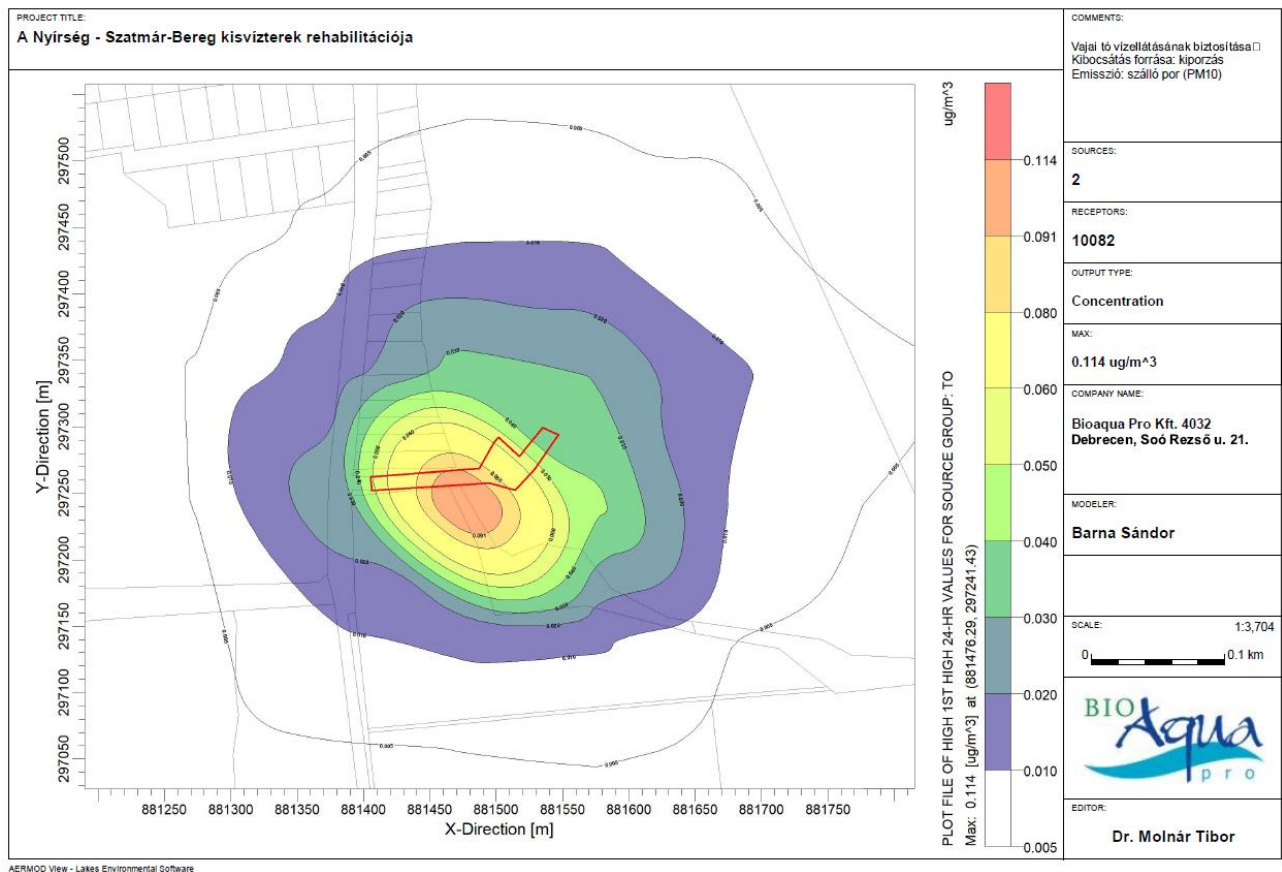 PROJECT TITLE:
A Nyírség - Szatmár-Bereg kisvízterek rehabilitációja
COMMENTS:
Vajai tó vízellátásának biztosítása□
Kibocsátás forrása: kiporzás
Emisszió: szálló por (PM10)
SOURCES:
2
RECEPTORS:
10082
OUTPUT TYPE:
Concentration
MAX:
0.114 ug/m^3
COMPANY NAME:
Bioaqua Pro Kft. 4032
Debrecen, Soó Rezső u. 21.
MODELER:
Barna Sándor
SCALE:
1:3,704
0
0.1 km
BIO
Aqua
pro
EDITOR:
Dr. Molnár Tibor
Y-Direction [m]
297500
297450
297400
297350
297300
297250
297200
297150
297100
297050
881250
881300
881350
881400
881450
881500
881550
881600
881650
881700
881750
X-Direction [m]
PLOT FILE OF HIGH 1ST HIGH 24-HR VALUES FOR SOURCE GROUP: TO
Max: 0.114 [ug/m^3] at (881476.29, 297241.43)
ug/m^3
0.114
0.091
0.080
0.060
0.050
0.040
0.030
0.020
0.010
0.005
0.091
AERMOD View - Lakes Environmental Software